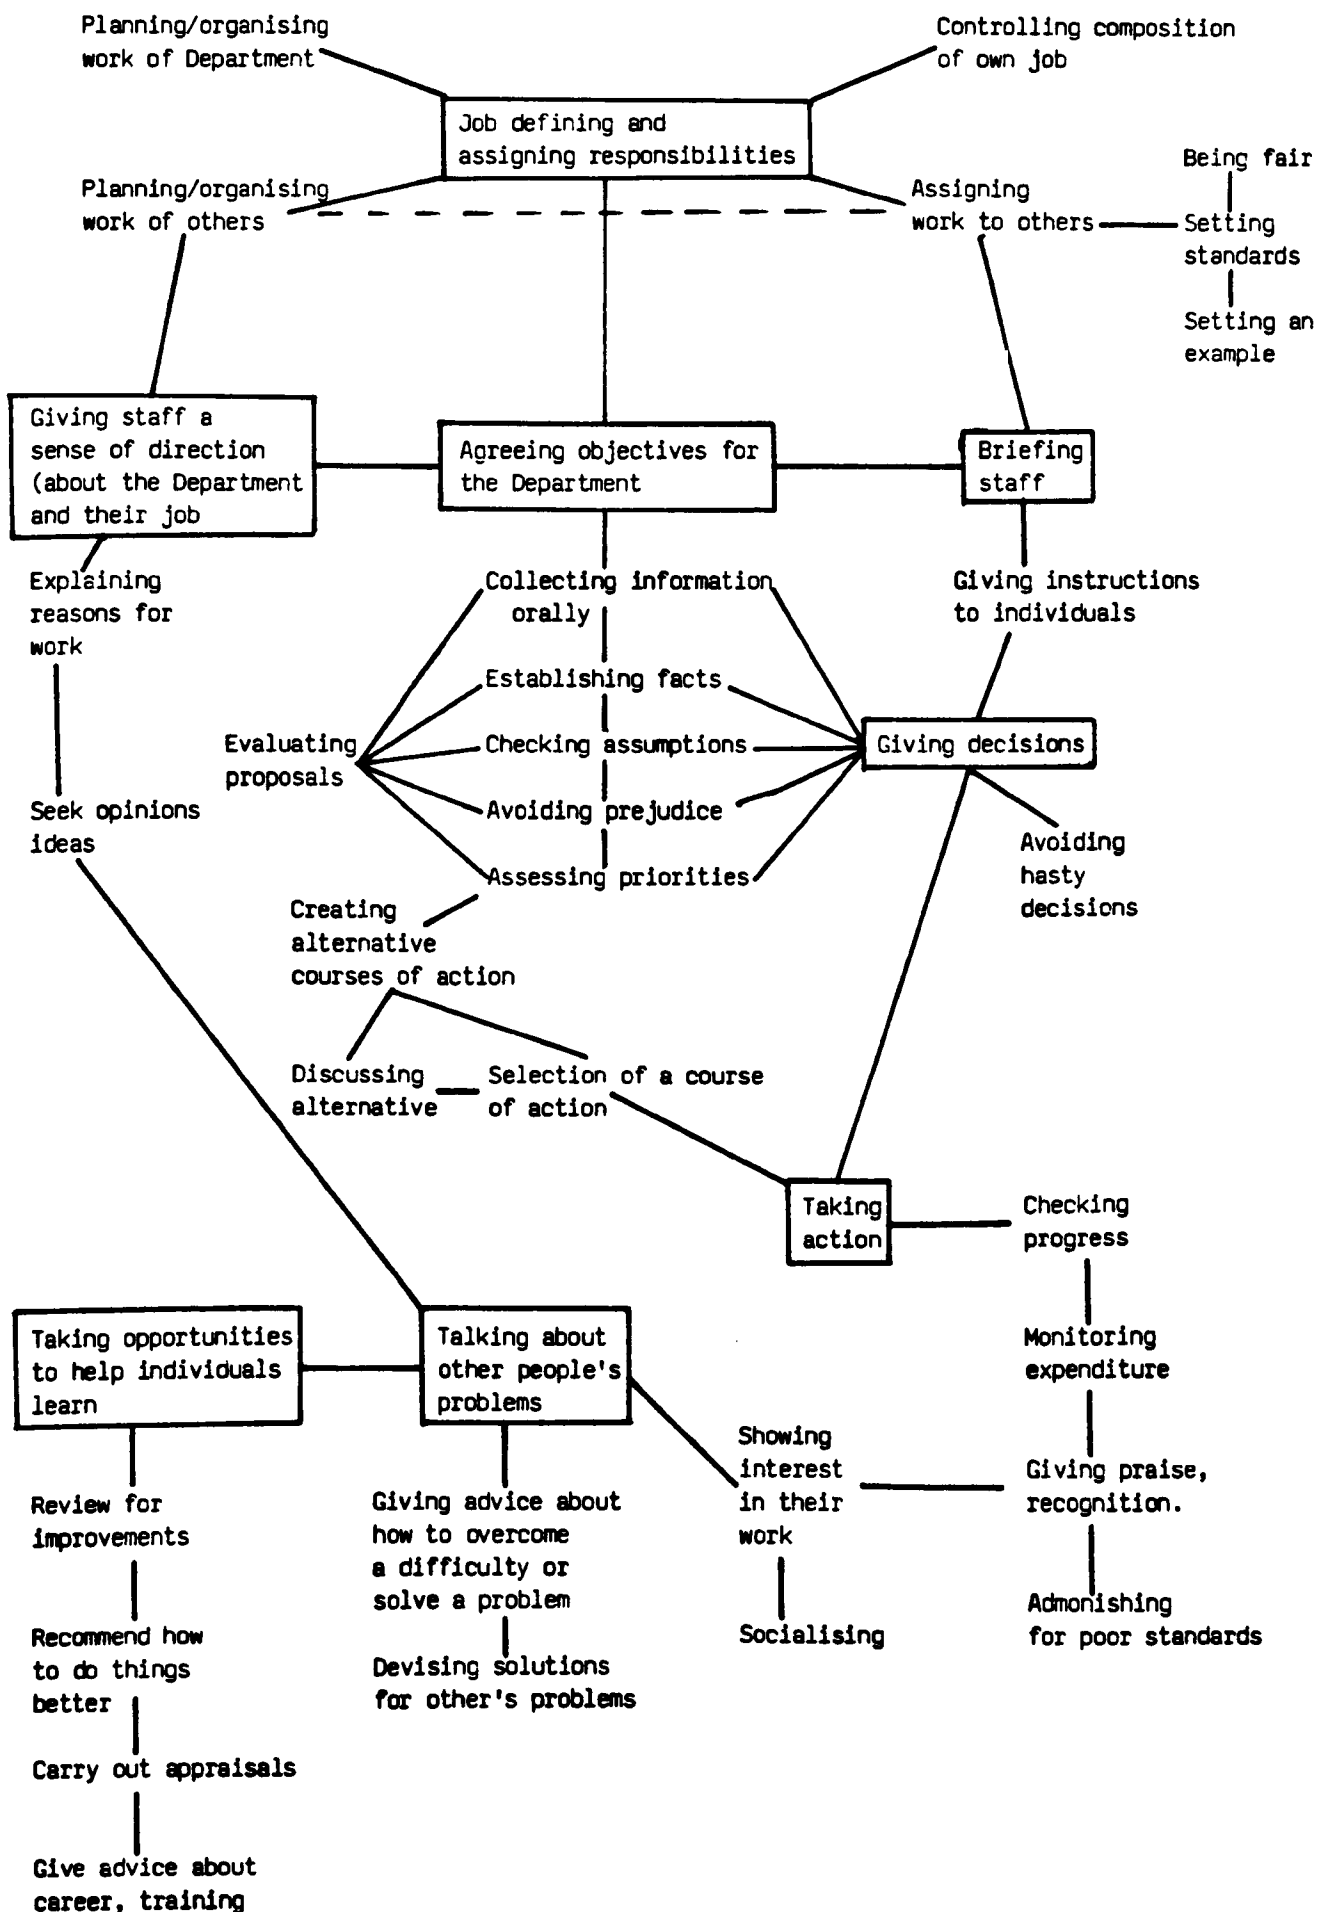 Planning/organising
work of Department
Controlling composition
of own job
Job defining and
assigning responsibilities
Being fair
Planning/organising
work of others
Assigning
work to others
Setting
standards
Setting an
example
Giving staff a
sense of direction
(about the Department
and their job
Agreeing objectives for
the Department
Briefing
staff
Explaining
reasons for
work
Collecting information
orally
Giving instructions
to individuals
Establishing facts
Evaluating
proposals
Checking assumptions
Giving decisions
Seek opinions
ideas
Avoiding prejudice
Avoiding
hasty
decisions
Assessing priorities
Creating
alternative
courses of action
Discussing
alternative
Selection of a course
of action
Taking
action
Checking
progress
Taking opportunities
to help individuals
learn
Talking about
other people's
problems
Monitoring
expenditure
Showing
interest
in their
work
Giving praise,
recognition.
Review for
improvements
Giving advice about
how to overcome
a difficulty or
solve a problem
Socialising
Admonishing
for poor standards
Recommend how
to do things
better
Devising solutions
for other's problems
Carry out appraisals
Give advice about
career, training